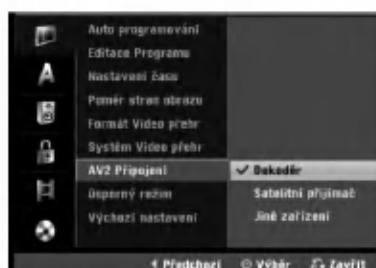 Auto programování
Editace Programu
Nastavení času
Poměr stran obrazu
Formát Video přehr
Systém Video přehr
AV2 Připojení
Úsporný režim
Výchozí nastavení
✓ Dekodér
Satelitní přijímač
Jiné zařízení
A
Předchozí
Výběr
Zavřít